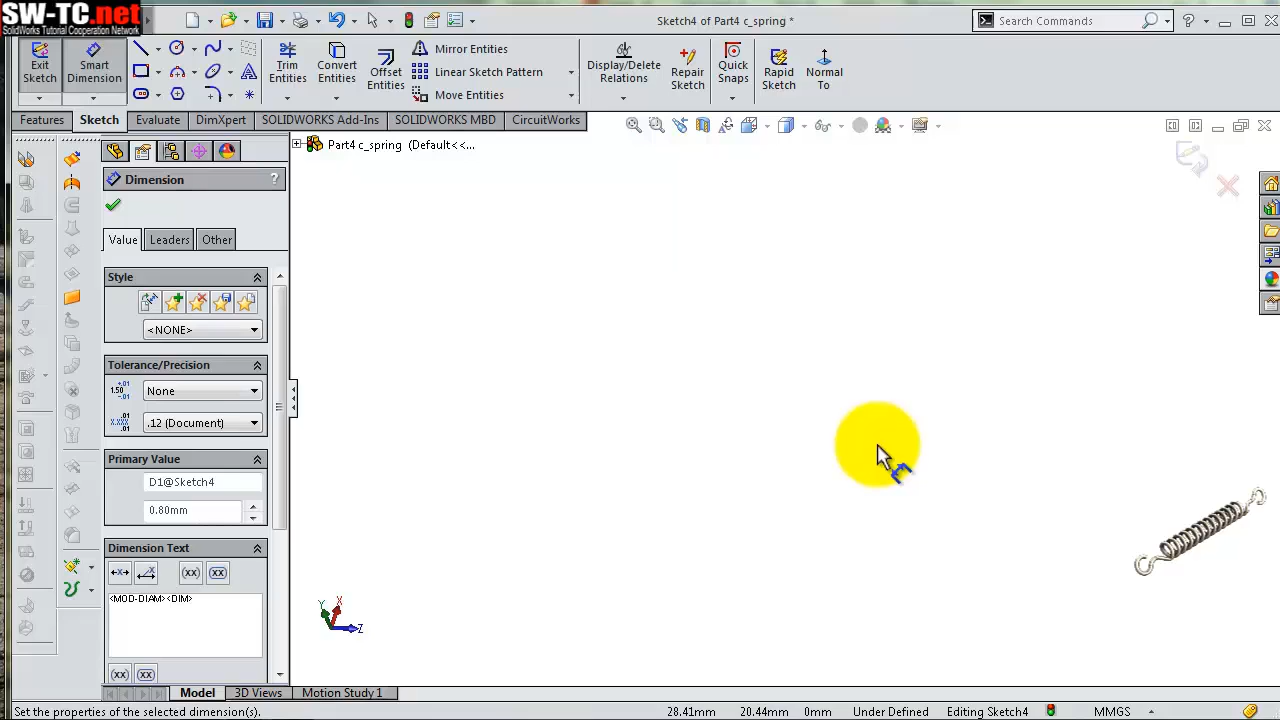 SW-TC.net
SolidWorks Tutorial Cooperation Network
Sketch4 of Part4 c_spring *
Search Commands
Exit Sketch
Smart Dimension
Trim Entities
Convert Entities
Offset Entities
Mirror Entities
Linear Sketch Pattern
Move Entities
Display/Delete Relations
Repair Sketch
Quick Snaps
Rapid Sketch
Normal To
Features
Sketch
Evaluate
DimXpert
SOLIDWORKS Add-Ins
SOLIDWORKS MBD
CircuitWorks
Part4 c_spring (Default<<...
Dimension
?
Value
Leaders
Other
Style
<NONE>
Tolerance/Precision
None
.12 (Document)
Primary Value
D1@Sketch4
0.80mm
Dimension Text
(xx)
<MOD-DIAM><DIM>
(xx)
Y
X
Z
Model
3D Views
Motion Study 1
Set the properties of the selected dimension(s).
28.41mm
20.44mm
0mm
Under Defined
Editing Sketch4
MMGS